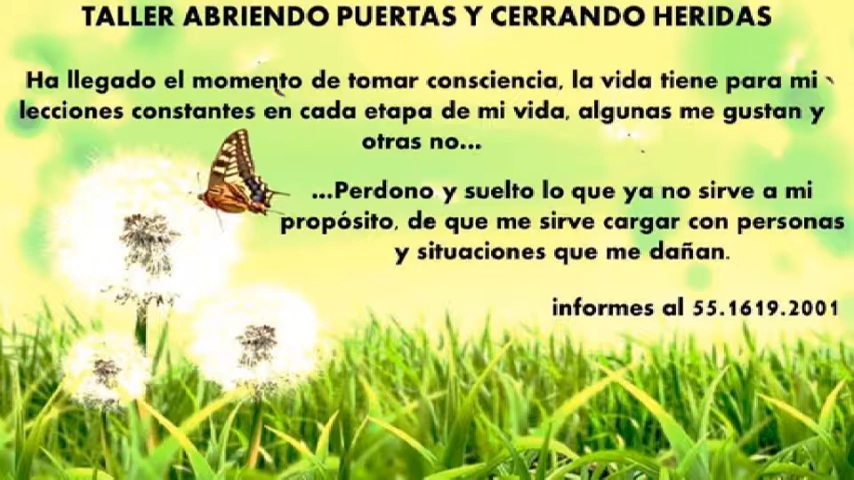 TALLER ABRIENDO PUERTAS Y CERRANDO HERIDAS
Ha llegado el momento de tomar consciencia, la vida tiene para mi
lecciones constantes en cada etapa de mi vida, algunas me gustan y
otras no...
...Perdono y suelto lo que ya no sirve a mi
propósito, de que me sirve cargar con personas
y situaciones que me dañan.
informes al 55.1619.2001